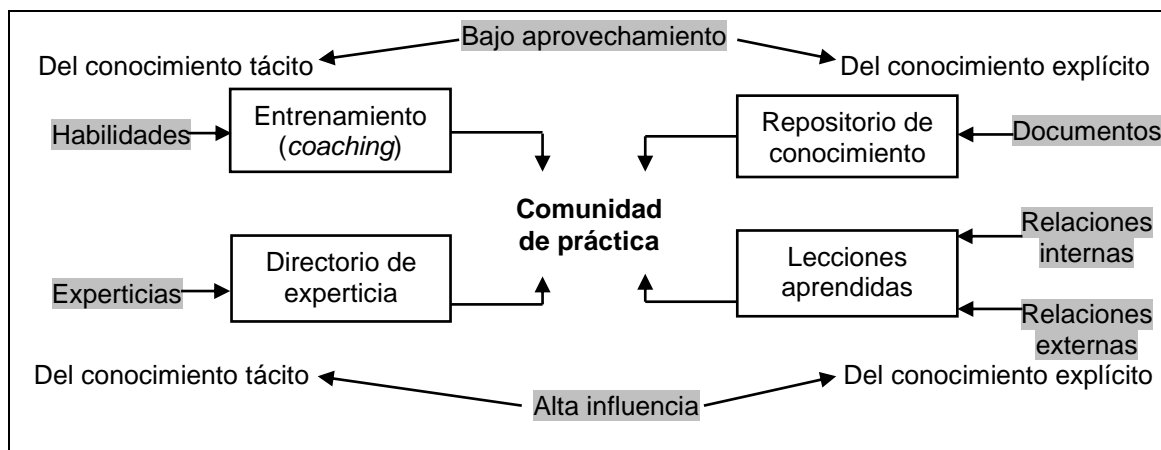 Bajo aprovechamiento
Del conocimiento tácito
Del conocimiento explícito
Habilidades
Entrenamiento
(coaching)
Repositorio de
conocimiento
Documentos
Comunidad
de práctica
Experticias
Directorio de
experticia
Lecciones
aprendidas
Relaciones
internas
Relaciones
externas
Del conocimiento tácito
Del conocimiento explícito
Alta influencia